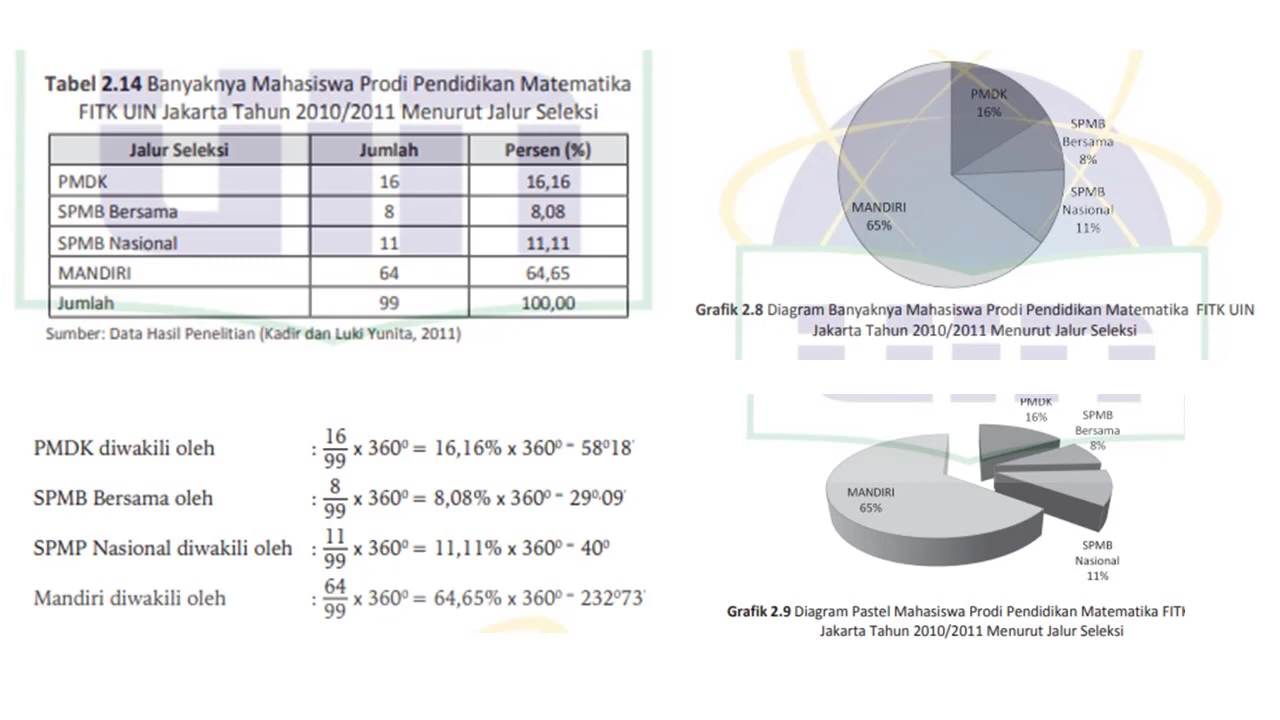 Tabel 2.14 Banyaknya Mahasiswa Prodi Pendidikan Matematika
FITK UIN Jakarta Tahun 2010/2011 Menurut Jalur Seleksi
Jalur Seleksi Jumlah Persen (%)
PMDK 16 16,16
SPMB Bersama 8 8,08
SPMB Nasional 11 11,11
MANDIRI 64 64,65
Jumlah 99 100,00
Sumber: Data Hasil Penelitian (Kadir dan Luki Yunita, 2011)
PMDK diwakili oleh : 16/99 x 360⁰ = 16,16% x 360⁰ = 58⁰18'
SPMB Bersama oleh : 8/99 x 360⁰ = 8,08% x 360⁰ = 29⁰.09'
SPMP Nasional diwakili oleh : 11/99 x 360⁰ = 11,11% x 360⁰ = 40⁰
Mandiri diwakili oleh : 64/99 x 360⁰ = 64,65% x 360⁰ = 232⁰73'
PMDK
16%
SPMB
Bersama
8%
SPMB
Nasional
11%
MANDIRI
65%
Grafik 2.8 Diagram Banyaknya Mahasiswa Prodi Pendidikan Matematika FITK UIN
Jakarta Tahun 2010/2011 Menurut Jalur Seleksi
PMDK
16%
SPMB
Bersama
8%
MANDIRI
65%
SPMB
Nasional
11%
Grafik 2.9 Diagram Pastel Mahasiswa Prodi Pendidikan Matematika FITK
Jakarta Tahun 2010/2011 Menurut Jalur Seleksi